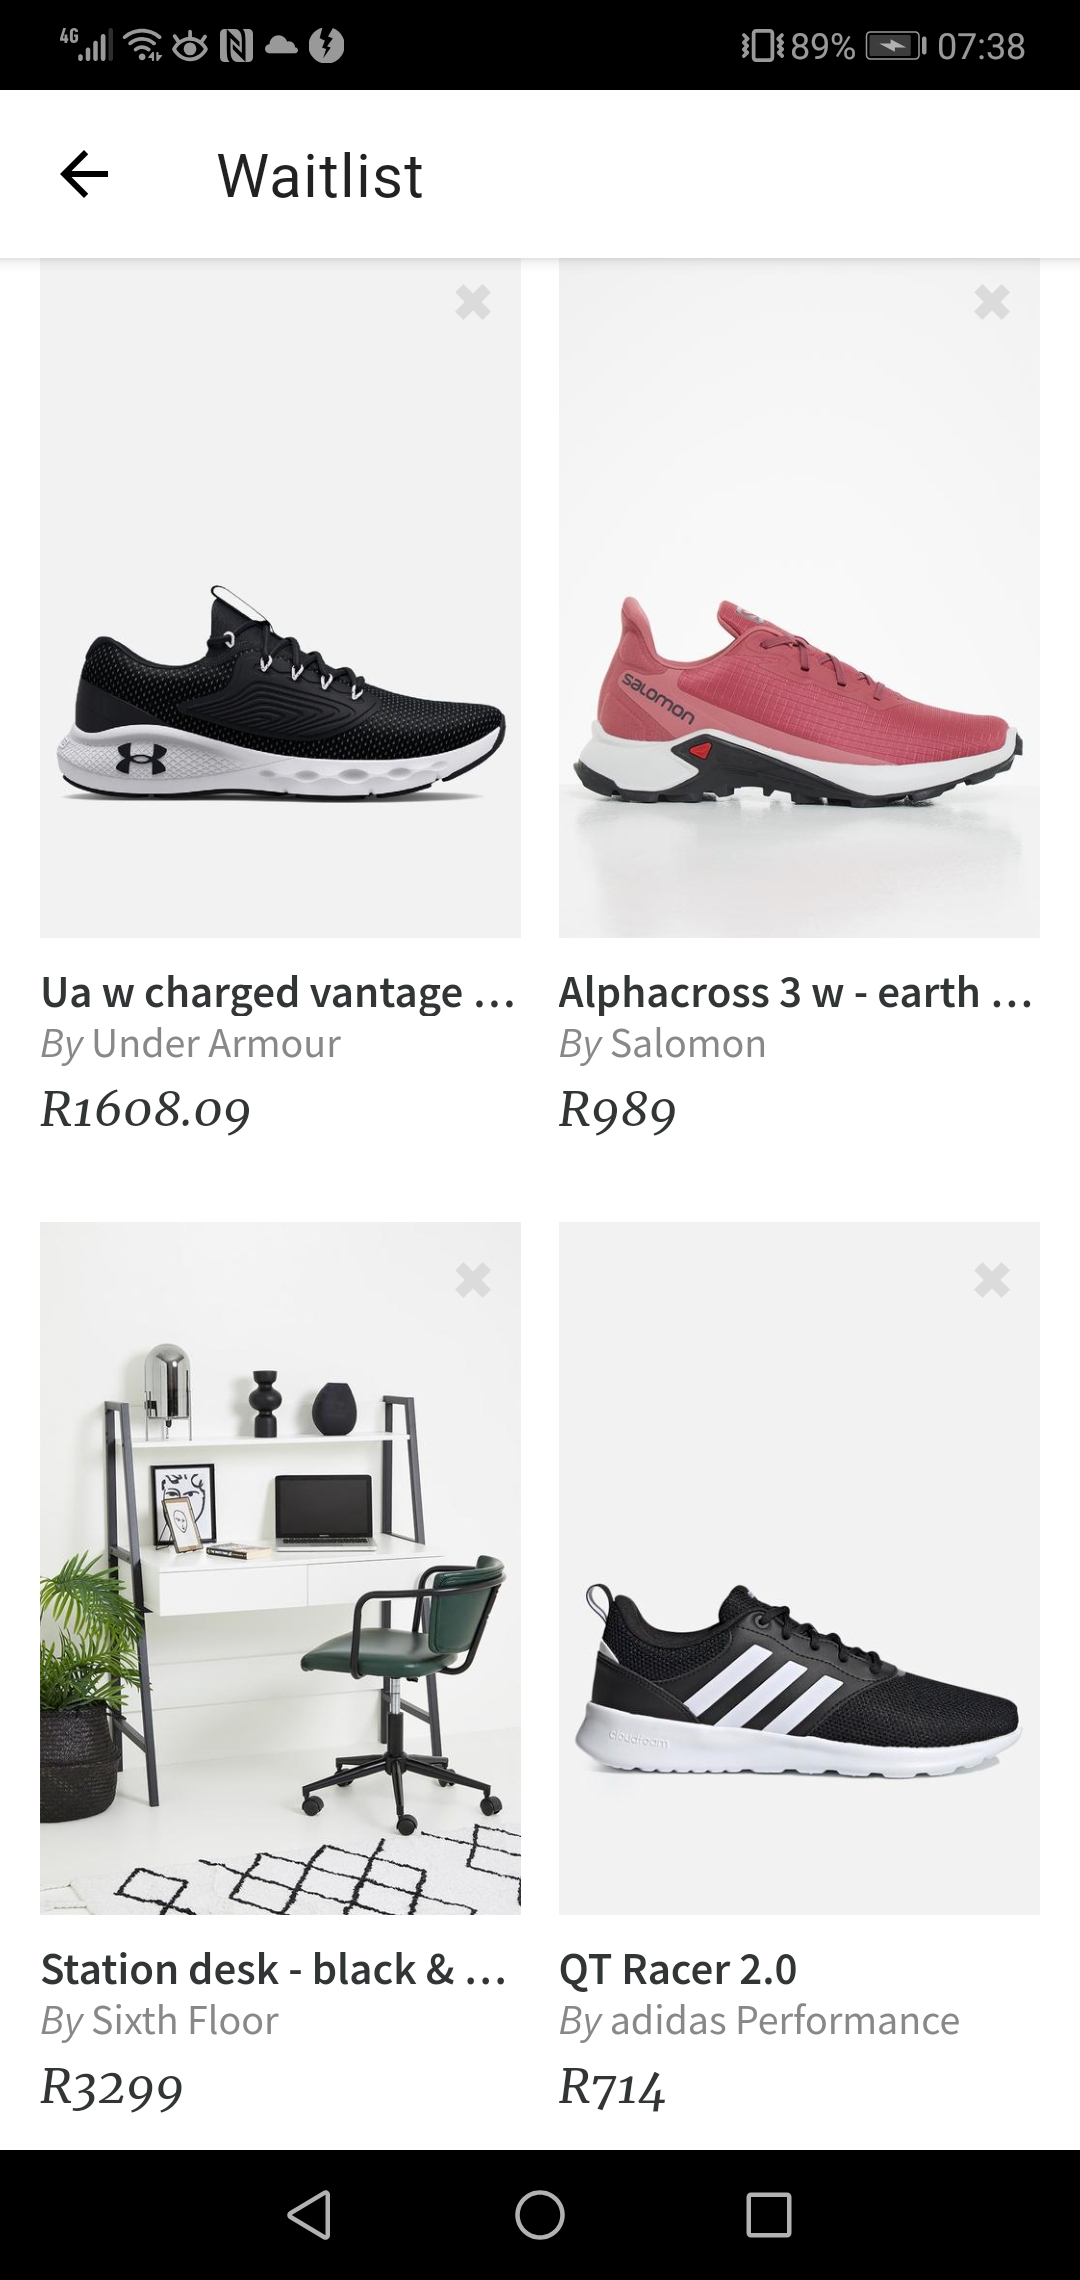 4G 89% 07:38
Waitlist
salomon
Ua w charged vantage ...
By Under Armour
R1608.09
Alphacross 3 w - earth ...
By Salomon
R989
cloudfoam
Station desk - black & ...
By Sixth Floor
R3299
QT Racer 2.0
By adidas Performance
R714